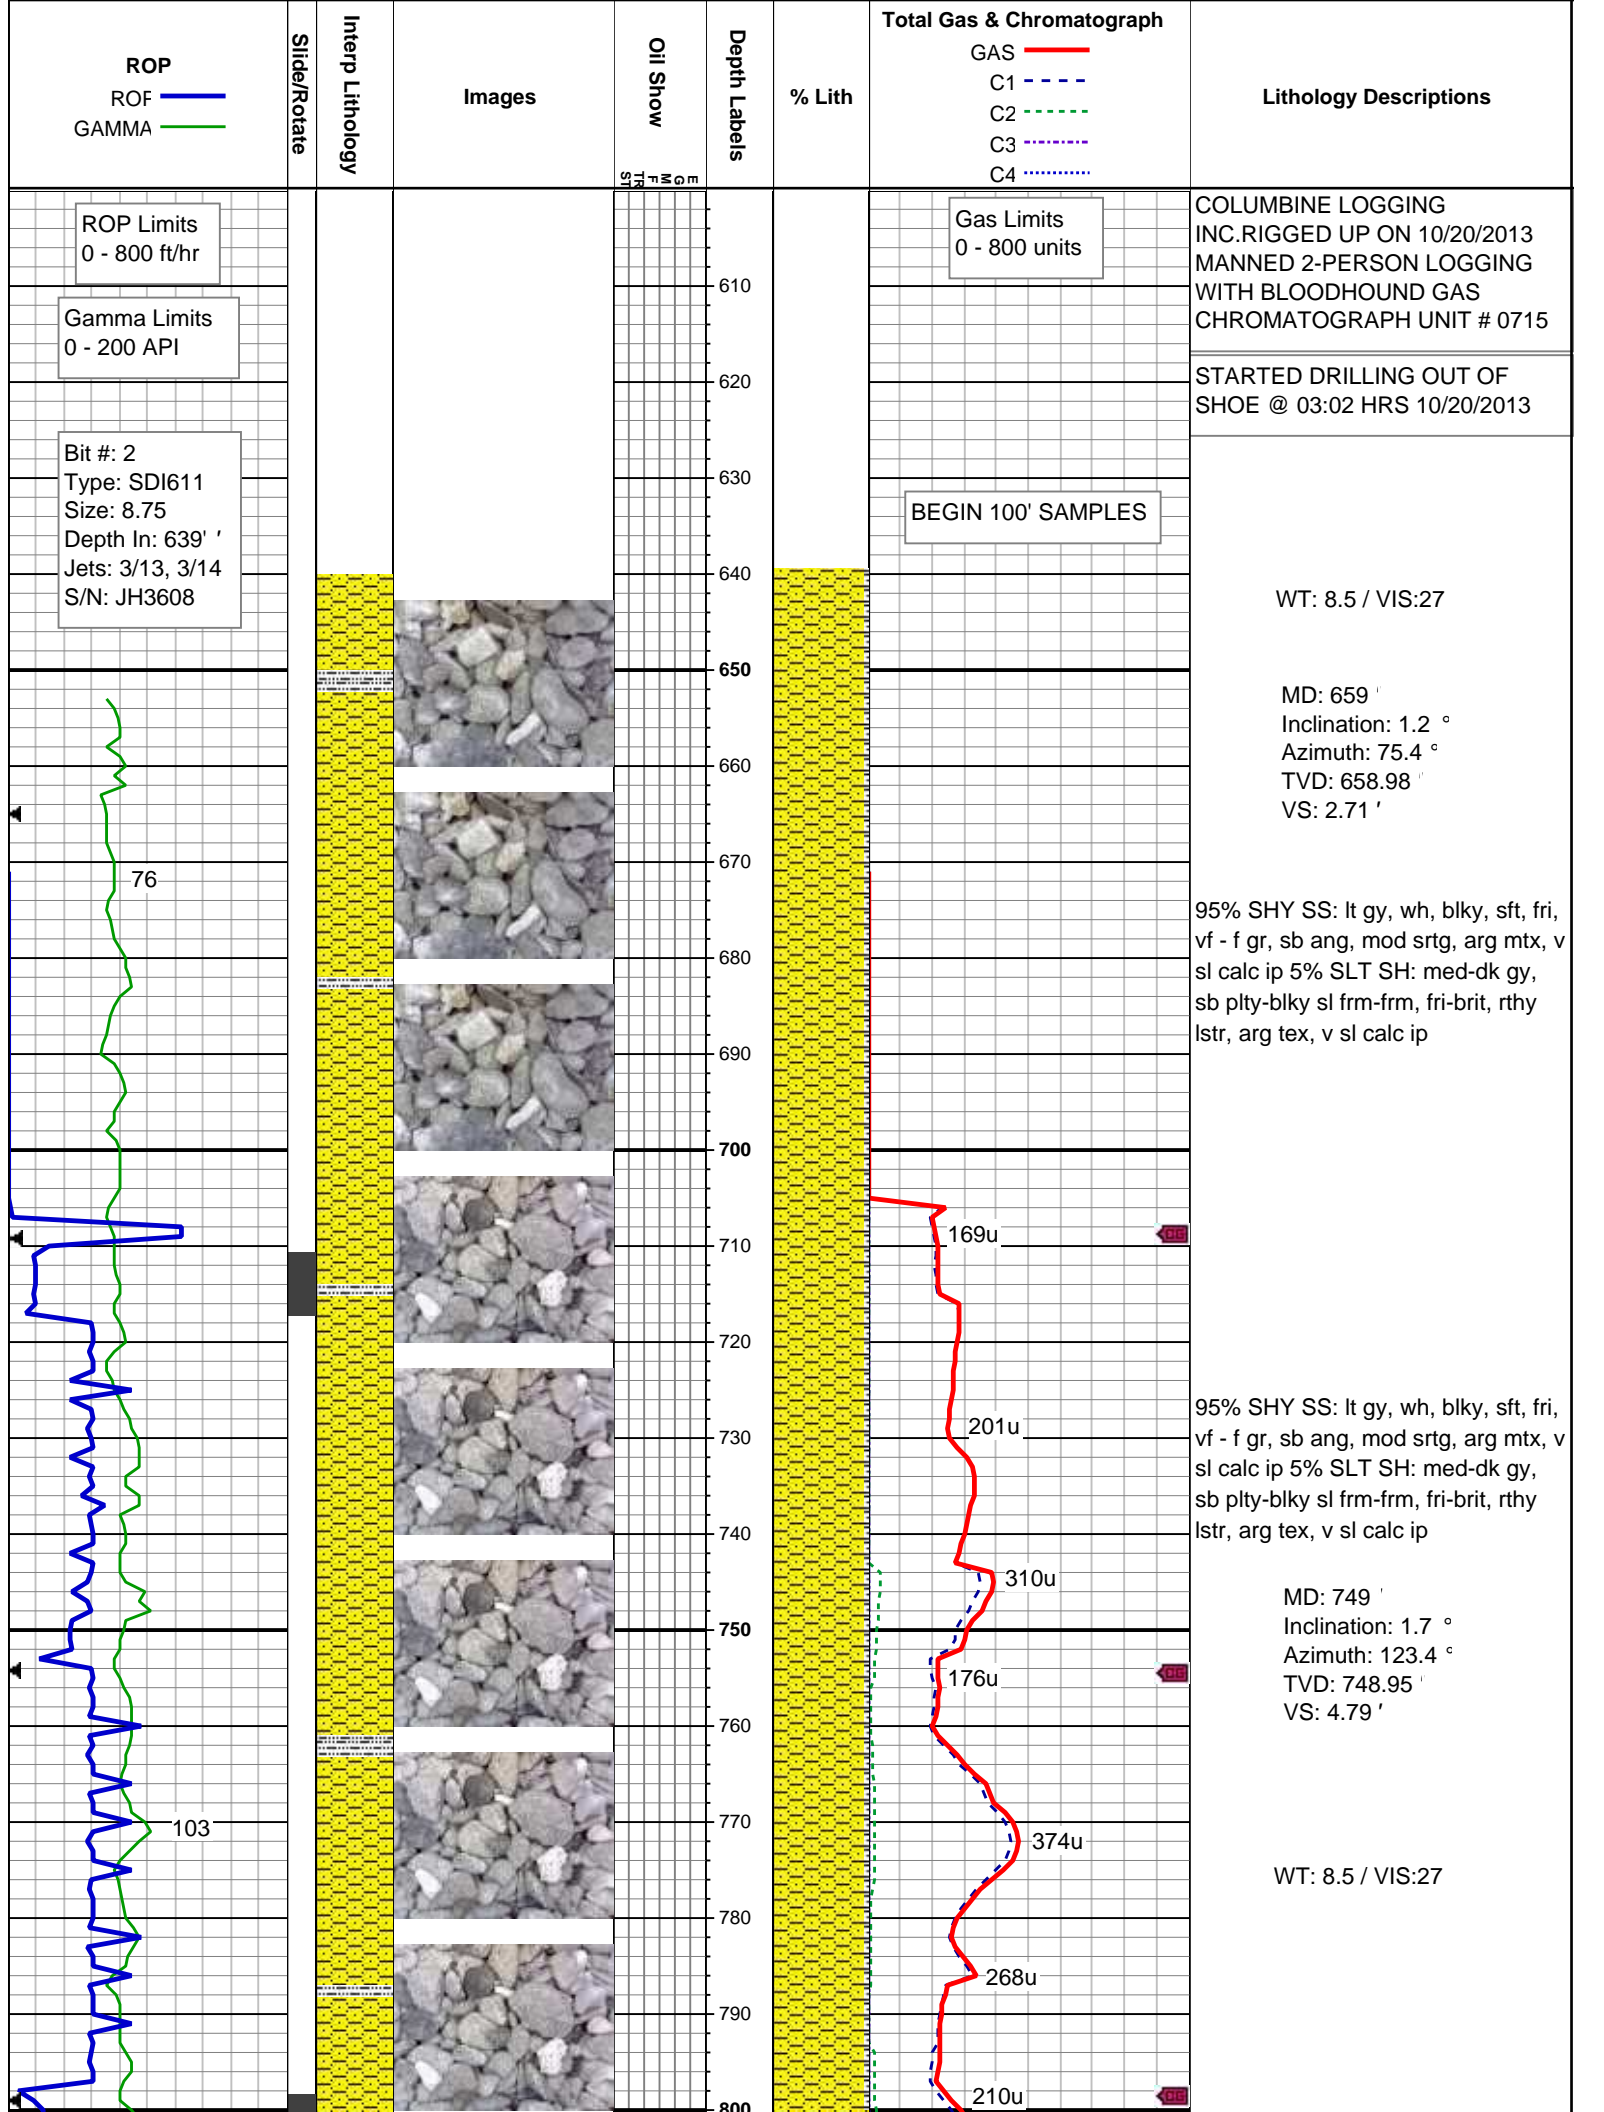 ROP
ROP
GAMMA
Slide/Rotate
Interp Lithology
Images
Oil Show
ST TR F M G E
Depth Labels
% Lith
Total Gas & Chromatograph
GAS
C1
C2
C3
C4
Lithology Descriptions
ROP Limits
0 - 800 ft/hr
Gamma Limits
0 - 200 API
Bit #: 2
Type: SDI611
Size: 8.75
Depth In: 639' '
Jets: 3/13, 3/14
S/N: JH3608
76
103
610
620
630
640
650
660
670
680
690
700
710
720
730
740
750
760
770
780
790
800
Gas Limits
0 - 800 units
BEGIN 100' SAMPLES
169u
CG
201u
310u
176u
CG
374u
268u
210u
CG
COLUMBINE LOGGING
INC.RIGGED UP ON 10/20/2013
MANNED 2-PERSON LOGGING
WITH BLOODHOUND GAS
CHROMATOGRAPH UNIT # 0715
STARTED DRILLING OUT OF
SHOE @ 03:02 HRS 10/20/2013
WT: 8.5 / VIS:27
MD: 659 '
Inclination: 1.2 °
Azimuth: 75.4 °
TVD: 658.98 '
VS: 2.71 '
95% SHY SS: lt gy, wh, blky, sft, fri,
vf - f gr, sb ang, mod srtg, arg mtx, v
sl calc ip 5% SLT SH: med-dk gy,
sb plty-blky sl frm-frm, fri-brit, rthy
lstr, arg tex, v sl calc ip
95% SHY SS: lt gy, wh, blky, sft, fri,
vf - f gr, sb ang, mod srtg, arg mtx, v
sl calc ip 5% SLT SH: med-dk gy,
sb plty-blky sl frm-frm, fri-brit, rthy
lstr, arg tex, v sl calc ip
MD: 749 '
Inclination: 1.7 °
Azimuth: 123.4 °
TVD: 748.95 '
VS: 4.79 '
WT: 8.5 / VIS:27